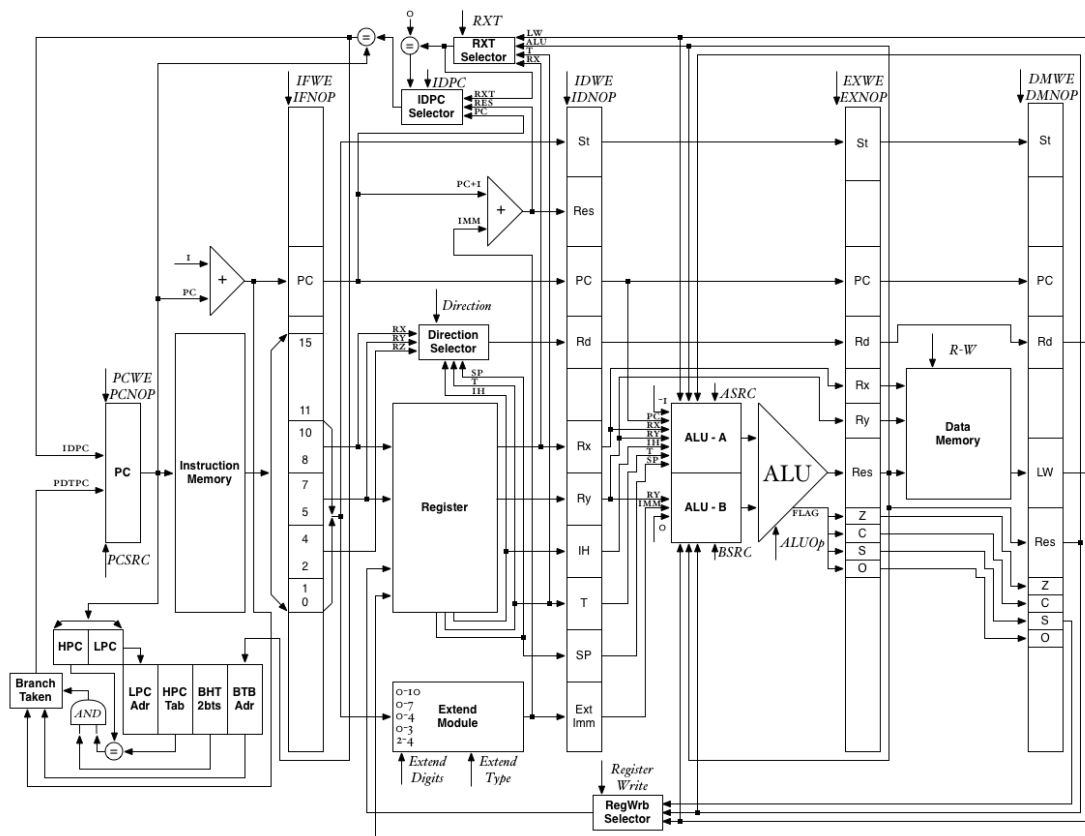 O
RXT
LW
ALU
T
RX
RXT
Selector
=
=
IFWE
IFNOP
IDPC
IDPC
Selector
RXT
RES
PC
IDWE
IDNOP
EXWE
EXNOP
DMWE
DMNOP
St
St
St
PC+I
IMM
+
Res
I
PC
+
PC
PC
PC
PC
Direction
RX
RY
RZ
Direction
Selector
SP
T
IH
Rd
Rd
Rd
R-W
15
11
10
8
7
5
4
2
1
0
PCWE
PCNOP
IDPC
PDTPC
PC
PCSRC
Instruction
Memory
Register
Rx
Ry
IH
T
SP
Ext
Imm
-I
PC
RX
RY
IH
T
SP
ASRC
ALU - A
RY
IMM
O
ALU - B
BSRC
ALU
FLAG
ALUOp
Rx
Ry
Res
Z
C
S
O
Data
Memory
LW
Res
Z
C
S
O
HPC
LPC
Branch
Taken
AND
=
LPC
Adr
HPC
Tab
BHT
2bts
BTB
Adr
O-IO
O-7
O-4
O-3
2-4
Extend
Module
Extend
Digits
Extend
Type
Register
Write
RegWrb
Selector